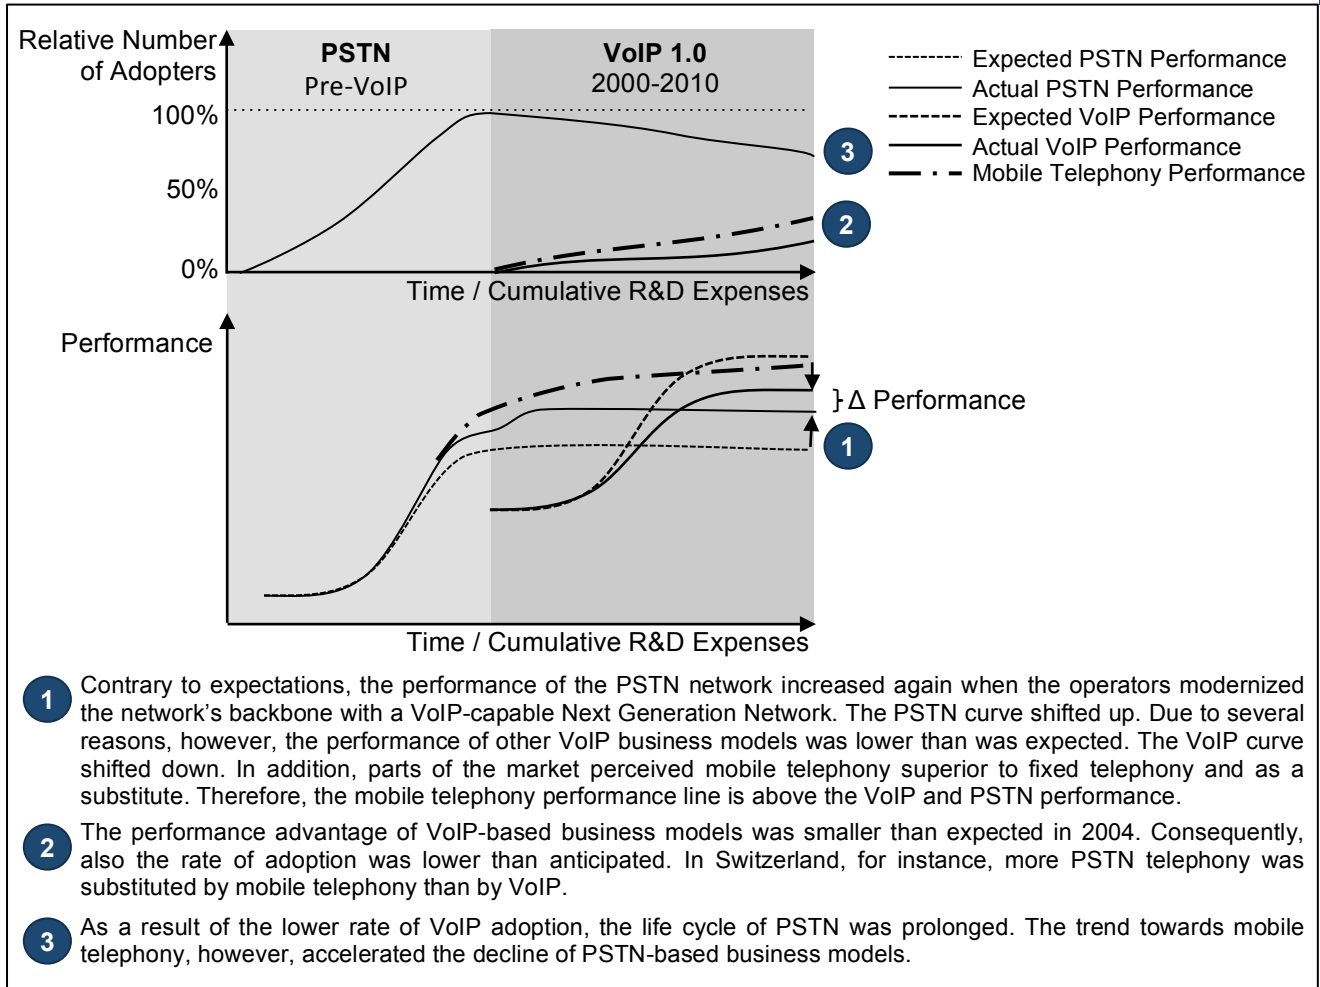 Relative Number
of Adopters
PSTN
Pre-VoIP
VoIP 1.0
2000-2010
Expected PSTN Performance
Actual PSTN Performance
Expected VoIP Performance
Actual VoIP Performance
Mobile Telephony Performance
100%
50%
0%
3
2
Time / Cumulative R&D Expenses
Performance
}Δ Performance
1
Time / Cumulative R&D Expenses
1 Contrary to expectations, the performance of the PSTN network increased again when the operators modernized
the network's backbone with a VoIP-capable Next Generation Network. The PSTN curve shifted up. Due to several
reasons, however, the performance of other VoIP business models was lower than was expected. The VoIP curve
shifted down. In addition, parts of the market perceived mobile telephony superior to fixed telephony and as a
substitute. Therefore, the mobile telephony performance line is above the VoIP and PSTN performance.
2 The performance advantage of VoIP-based business models was smaller than expected in 2004. Consequently,
also the rate of adoption was lower than anticipated. In Switzerland, for instance, more PSTN telephony was
substituted by mobile telephony than by VoIP.
3 As a result of the lower rate of VoIP adoption, the life cycle of PSTN was prolonged. The trend towards mobile
telephony, however, accelerated the decline of PSTN-based business models.